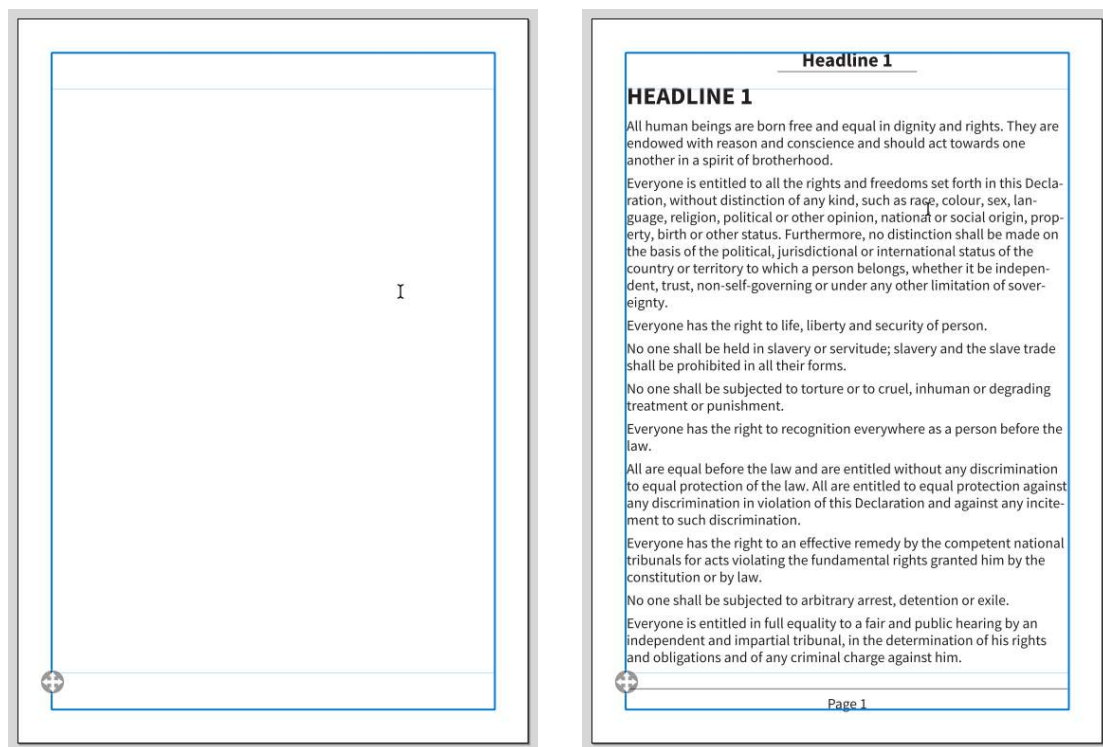 Headline 1
HEADLINE 1
All human beings are born free and equal in dignity and rights. They are
endowed with reason and conscience and should act towards one
another in a spirit of brotherhood.
Everyone is entitled to all the rights and freedoms set forth in this Decla-
ration, without distinction of any kind, such as race, colour, sex, lan-
guage, religion, political or other opinion, national or social origin, prop-
erty, birth or other status. Furthermore, no distinction shall be made on
the basis of the political, jurisdictional or international status of the
country or territory to which a person belongs, whether it be indepen-
dent, trust, non-self-governing or under any other limitation of sover-
eignty.
Everyone has the right to life, liberty and security of person.
No one shall be held in slavery or servitude; slavery and the slave trade
shall be prohibited in all their forms.
No one shall be subjected to torture or to cruel, inhuman or degrading
treatment or punishment.
Everyone has the right to recognition everywhere as a person before the
law.
All are equal before the law and are entitled without any discrimination
to equal protection of the law. All are entitled to equal protection against
any discrimination in violation of this Declaration and against any incite-
ment to such discrimination.
Everyone has the right to an effective remedy by the competent national
tribunals for acts violating the fundamental rights granted him by the
constitution or by law.
No one shall be subjected to arbitrary arrest, detention or exile.
Everyone is entitled in full equality to a fair and public hearing by an
independent and impartial tribunal, in the determination of his rights
and obligations and of any criminal charge against him.
Page 1